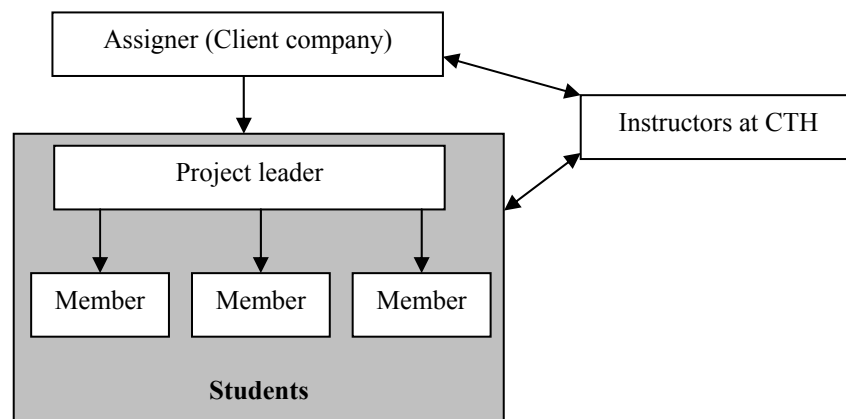 Assigner (Client company)
Instructors at CTH
Project leader
Member
Member
Member
Students